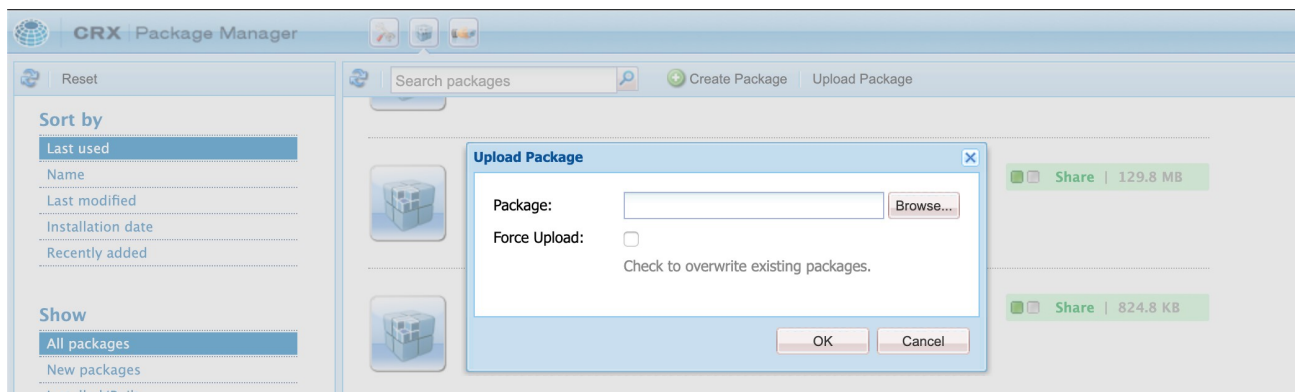 CRX Package Manager
Reset
Search packages
Create Package
Upload Package
Sort by
Last used
Name
Last modified
Installation date
Recently added
Show
All packages
New packages
Upload Package
Package:
Browse...
Force Upload:
Check to overwrite existing packages.
OK
Cancel
Share | 129.8 MB
Share | 824.8 KB